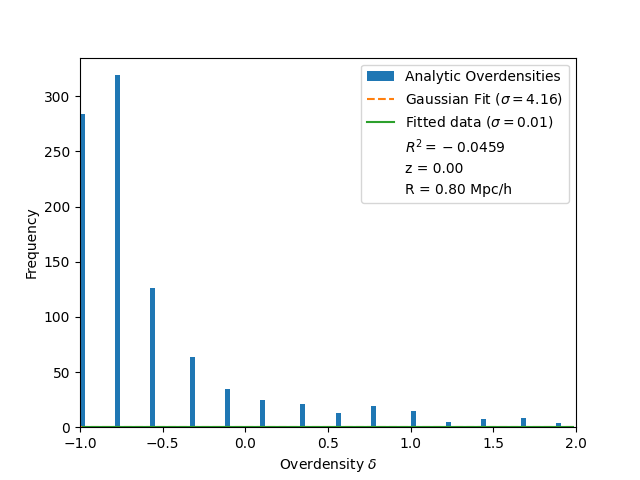 300
250
200
150
100
50
0
Frequency
−1.0 −0.5 0.0 0.5 1.0 1.5 2.0
Overdensity δ
Analytic Overdensities
Gaussian Fit (σ = 4.16)
Fitted data (σ = 0.01)
R² = − 0.0459
z = 0.00
R = 0.80 Mpc/h